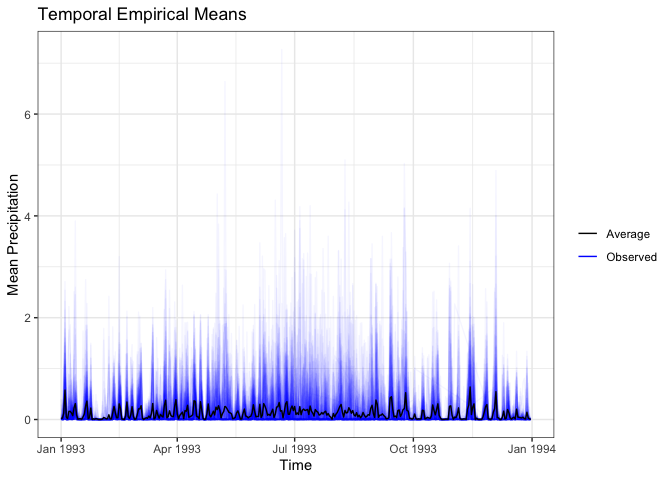 Temporal Empirical Means
Mean Precipitation
6
4
2
0
Jan 1993 Apr 1993 Jul 1993 Oct 1993 Jan 1994
Time
Average
Observed